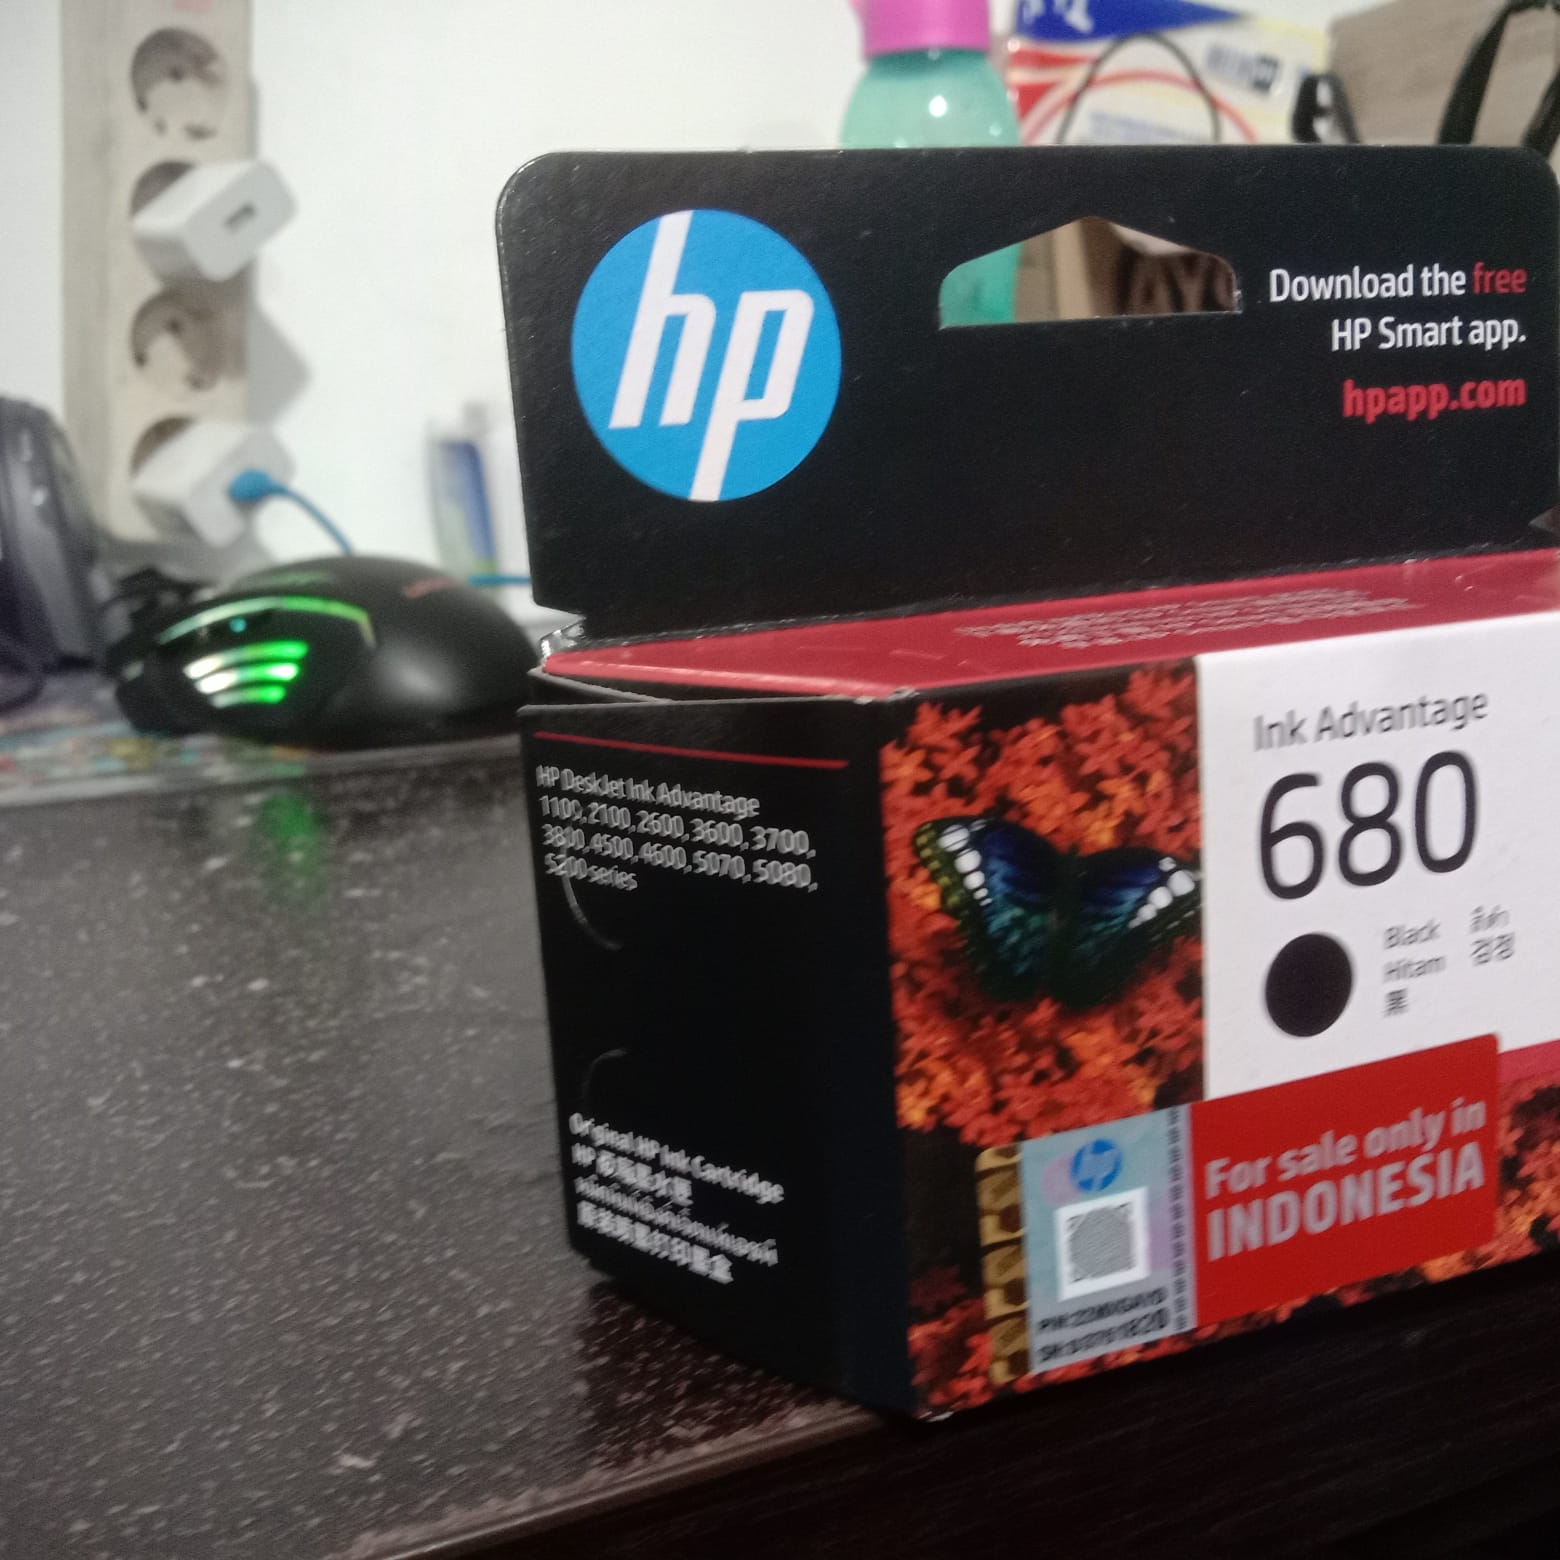 hp
Download the free
HP Smart app.
hpapp.com
HP DeskJet Ink Advantage
1100, 2100, 2600, 3600, 3700,
3800, 4500, 4600, 5070, 5080,
5200 series
Ink Advantage
680
Black
Hitam
黑
สีดำ
검정
Original HP Ink Cartridge
HP
For sale only in
INDONESIA
hp